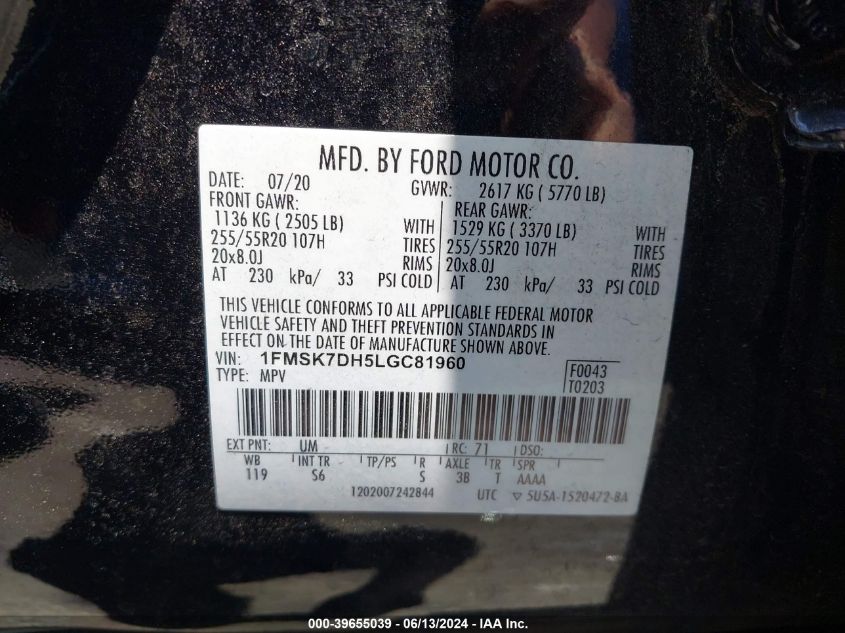 MFD. BY FORD MOTOR CO.
DATE: 07/20 GVWR: 2617 KG ( 5770 LB)
FRONT GAWR: REAR GAWR:
1136 KG ( 2505 LB) WITH 1529 KG ( 3370 LB) WITH
255/55R20 107H TIRES 255/55R20 107H TIRES
20x8.0J RIMS 20x8.0J RIMS
AT 230 kPa/ 33 PSI COLD AT 230 kPa/ 33 PSI COLD
THIS VEHICLE CONFORMS TO ALL APPLICABLE FEDERAL MOTOR
VEHICLE SAFETY AND THEFT PREVENTION STANDARDS IN
EFFECT ON THE DATE OF MANUFACTURE SHOWN ABOVE.
VIN: 1FMSK7DH5LGC81960 F0043
TYPE: MPV T0203
EXT PNT: UM RC: 71 DSO:
WB INT TR TP/PS R AXLE TR SPR
119 S6 S 3B T AAAA
1202007242844 UTC ▽ 5U5A-1520472-BA
000-39655039 - 06/13/2024 - IAA Inc.